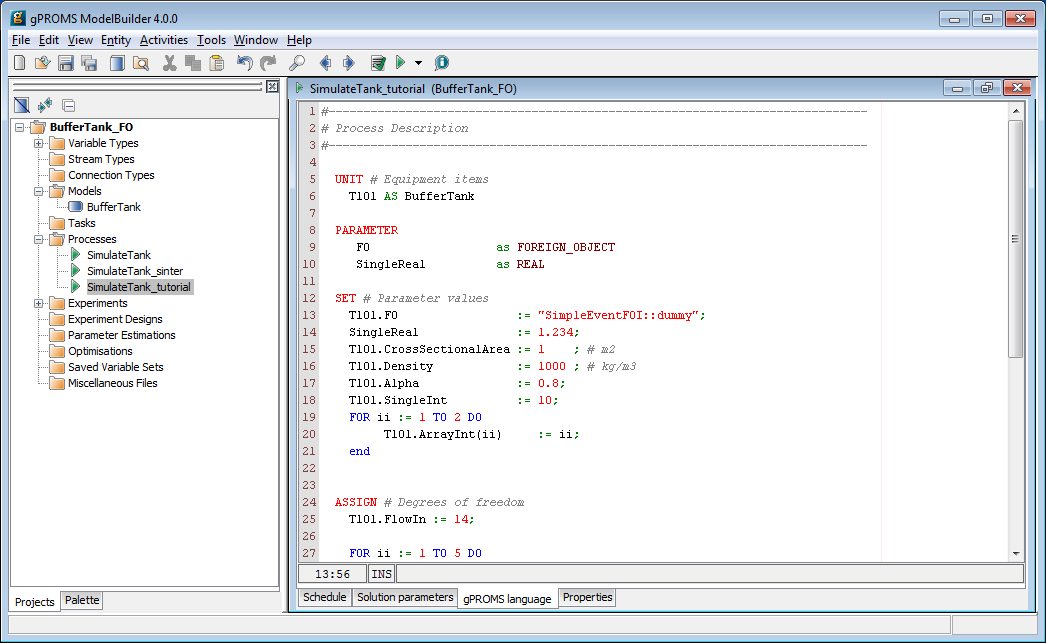 gPROMS ModelBuilder 4.0.0
File Edit View Entity Activities Tools Window Help
BufferTank_FO
Variable Types
Stream Types
Connection Types
Models
BufferTank
Tasks
Processes
SimulateTank
SimulateTank_sinter
SimulateTank_tutorial
Experiments
Experiment Designs
Parameter Estimations
Optimisations
Saved Variable Sets
Miscellaneous Files
Projects Palette
SimulateTank_tutorial (BufferTank_FO)
1 #-----------------------------------------------------------------------------
2 # Process Description
3 #-----------------------------------------------------------------------------
4
5 UNIT # Equipment items
6 T101 AS BufferTank
7
8 PARAMETER
9 FO as FOREIGN_OBJECT
10 SingleReal as REAL
11
12 SET # Parameter values
13 T101.FO := "SimpleEventFOI::dummy";
14 SingleReal := 1.234;
15 T101.CrossSectionalArea := 1 ; # m2
16 T101.Density := 1000 ; # kg/m3
17 T101.Alpha := 0.8;
18 T101.SingleInt := 10;
19 FOR ii := 1 TO 2 DO
20 T101.ArrayInt(ii) := ii;
21 end
22
23
24 ASSIGN # Degrees of freedom
25 T101.FlowIn := 14;
26
27 FOR ii := 1 TO 5 DO
13:56 INS
Schedule Solution parameters gPROMS language Properties